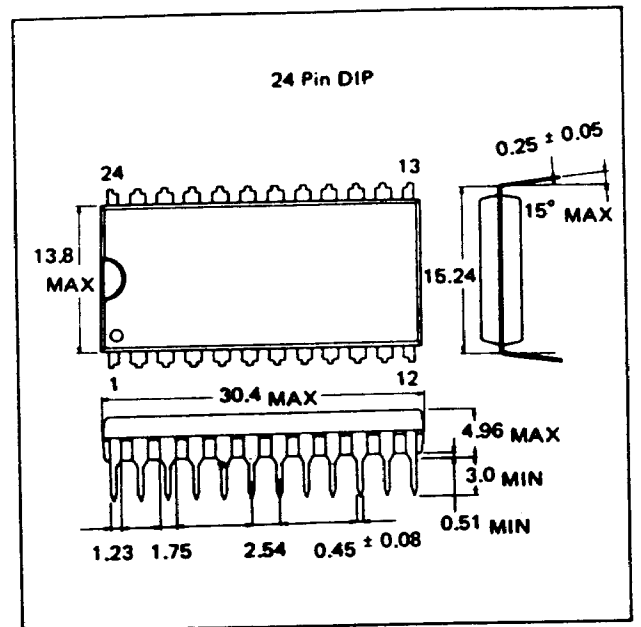 24 Pin DIP
0.25 ± 0.05
24
13
15° MAX
13.8
MAX
15.24
1
12
30.4 MAX
4.96 MAX
3.0 MIN
0.51 MIN
1.23
1.75
2.54
0.45 ± 0.08